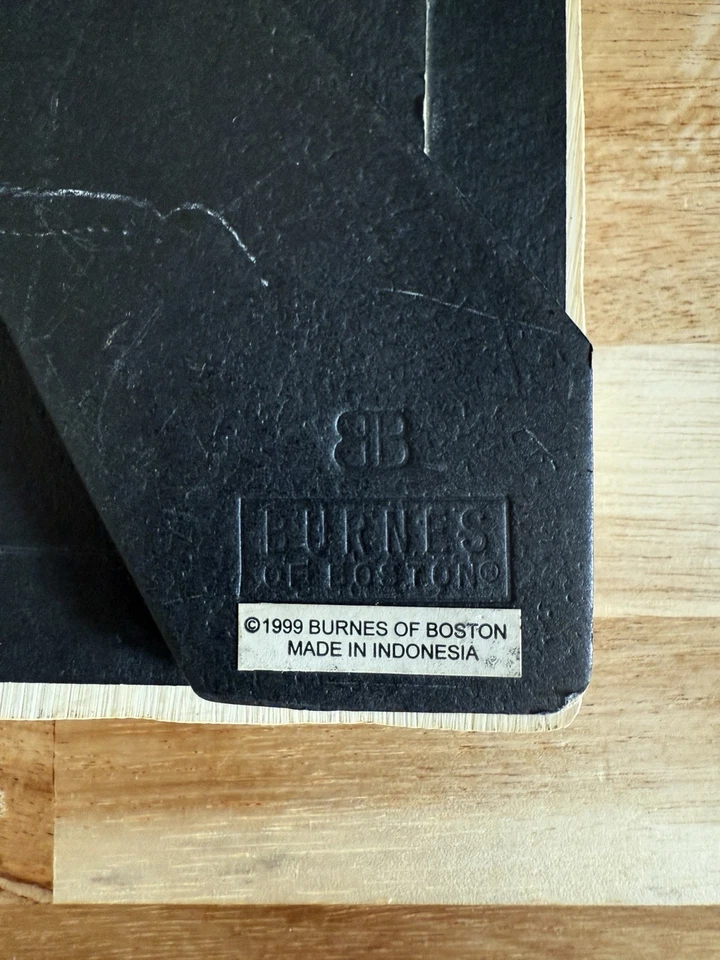 BB
BURNES
OF BOSTON®
©1999 BURNES OF BOSTON
MADE IN INDONESIA